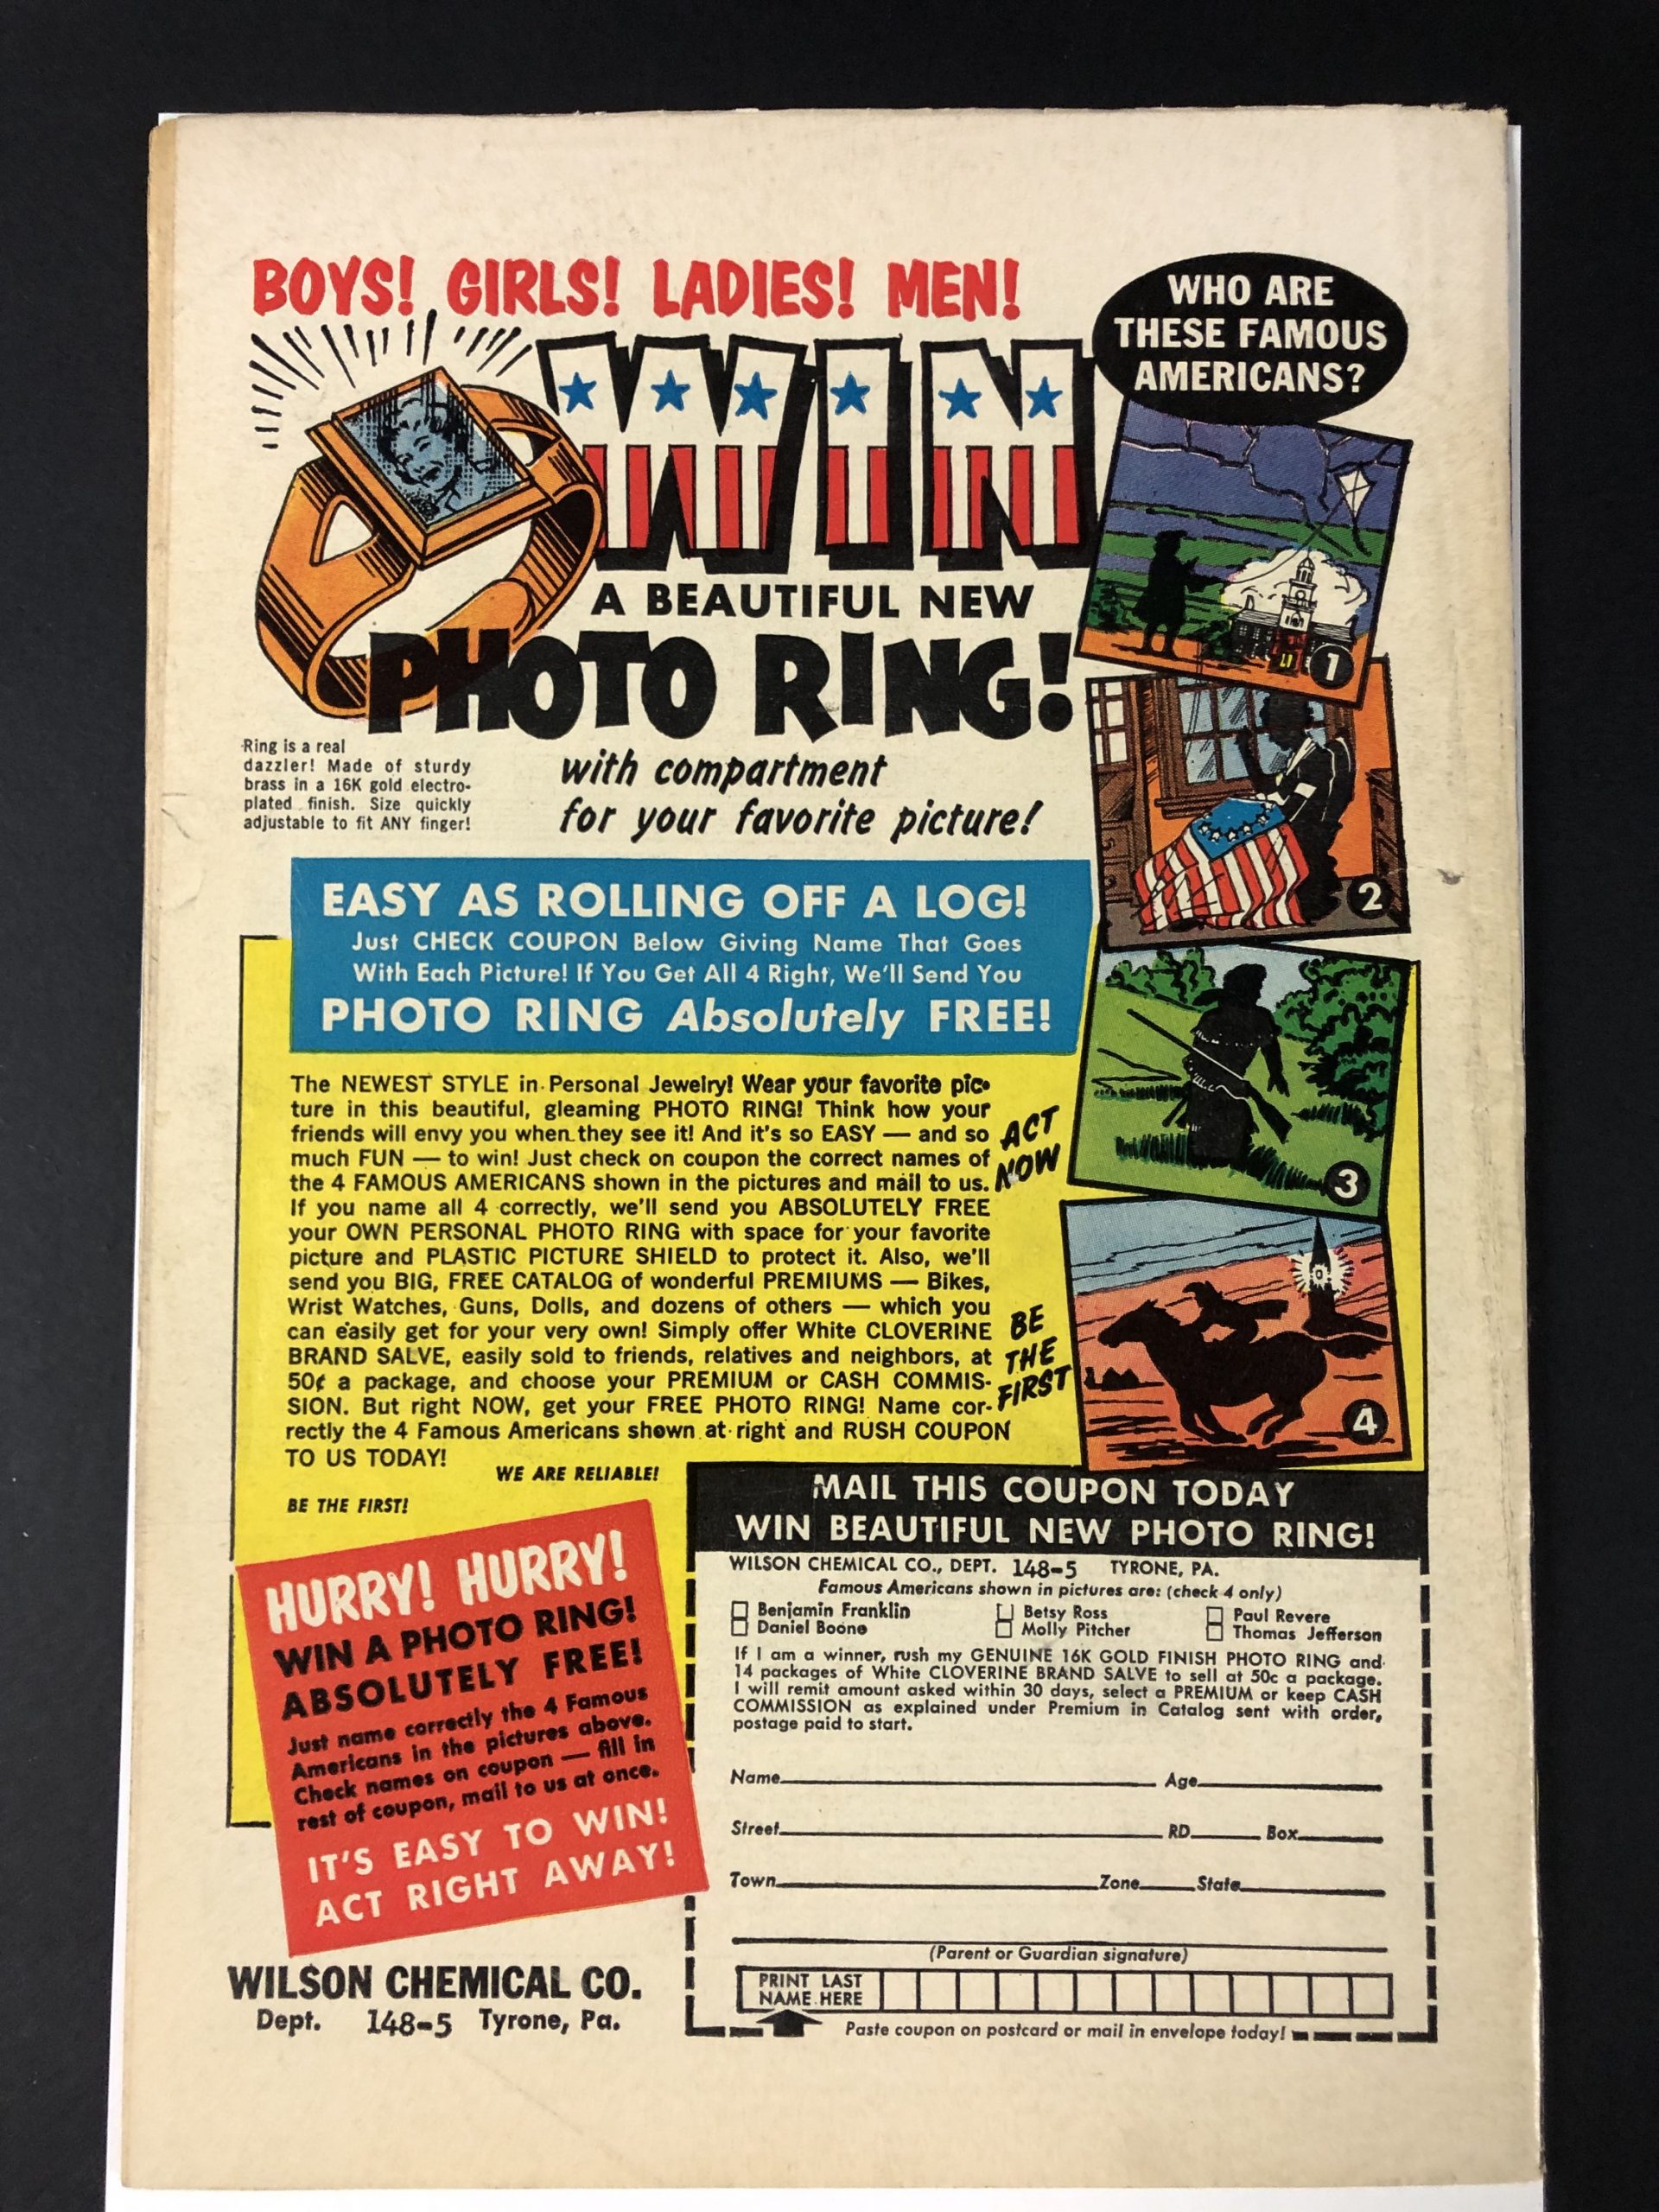 BOYS! GIRLS! LADIES! MEN!
WIN
A BEAUTIFUL NEW
PHOTO RING!
with compartment
for your favorite picture!
Ring is a real
dazzler! Made of sturdy
brass in a 16K gold electro-
plated finish. Size quickly
adjustable to fit ANY finger!
WHO ARE
THESE FAMOUS
AMERICANS?
1
2
3
4
EASY AS ROLLING OFF A LOG!
Just CHECK COUPON Below Giving Name That Goes
With Each Picture! If You Get All 4 Right, We'll Send You
PHOTO RING Absolutely FREE!
The NEWEST STYLE in Personal Jewelry! Wear your favorite pic-
ture in this beautiful, gleaming PHOTO RING! Think how your
friends will envy you when they see it! And it's so EASY — and so
much FUN — to win! Just check on coupon the correct names of
the 4 FAMOUS AMERICANS shown in the pictures and mail to us.
If you name all 4 correctly, we'll send you ABSOLUTELY FREE
your OWN PERSONAL PHOTO RING with space for your favorite
picture and PLASTIC PICTURE SHIELD to protect it. Also, we'll
send you BIG, FREE CATALOG of wonderful PREMIUMS — Bikes,
Wrist Watches, Guns, Dolls, and dozens of others — which you
can easily get for your very own! Simply offer White CLOVERINE
BRAND SALVE, easily sold to friends, relatives and neighbors, at
50¢ a package, and choose your PREMIUM or CASH COMMIS-
SION. But right NOW, get your FREE PHOTO RING! Name cor-
rectly the 4 Famous Americans shown at right and RUSH COUPON
TO US TODAY!
ACT
NOW
BE
THE
FIRST
WE ARE RELIABLE!
BE THE FIRST!
HURRY! HURRY!
WIN A PHOTO RING!
ABSOLUTELY FREE!
Just name correctly the 4 Famous
Americans in the pictures above.
Check names on coupon — fill in
rest of coupon, mail to us at once.
IT'S EASY TO WIN!
ACT RIGHT AWAY!
WILSON CHEMICAL CO.
Dept. 148-5 Tyrone, Pa.
MAIL THIS COUPON TODAY
WIN BEAUTIFUL NEW PHOTO RING!
WILSON CHEMICAL CO., DEPT. 148-5 TYRONE, PA.
Famous Americans shown in pictures are: (check 4 only)
Benjamin Franklin Betsy Ross Paul Revere
Daniel Boone Molly Pitcher Thomas Jefferson
If I am a winner, rush my GENUINE 16K GOLD FINISH PHOTO RING and
14 packages of White CLOVERINE BRAND SALVE to sell at 50c a package.
I will remit amount asked within 30 days, select a PREMIUM or keep CASH
COMMISSION as explained under Premium in Catalog sent with order,
postage paid to start.
Name Age
Street RD Box
Town Zone State
(Parent or Guardian signature)
PRINT LAST
NAME HERE
Paste coupon on postcard or mail in envelope today!